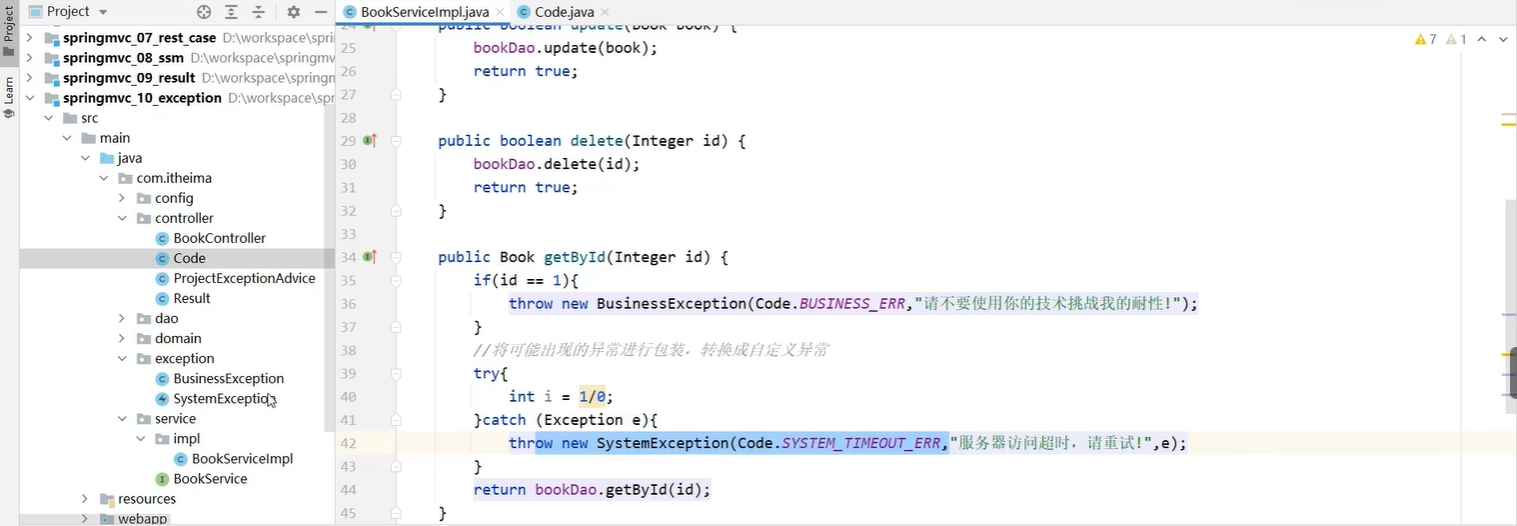 Project
BookServiceImpl.java
Code.java
Project
Learn
springmvc_07_rest_case D:\workspace\spri
springmvc_08_ssm D:\workspace\springmv
springmvc_09_result D:\workspace\springm
springmvc_10_exception D:\workspace\spr
src
main
java
com.itheima
config
controller
BookController
Code
ProjectExceptionAdvice
Result
dao
domain
exception
BusinessException
SystemException
service
impl
BookServiceImpl
BookService
resources
webapp
7 1
24 public boolean update(Book book) {
25 bookDao.update(book);
26 return true;
27 }
28
29 public boolean delete(Integer id) {
30 bookDao.delete(id);
31 return true;
32 }
33
34 public Book getById(Integer id) {
35 if(id == 1){
36 throw new BusinessException(Code.BUSINESS_ERR,"请不要使用你的技术挑战我的耐性!");
37 }
38 //将可能出现的异常进行包装，转换成自定义异常
39 try{
40 int i = 1/0;
41 }catch (Exception e){
42 throw new SystemException(Code.SYSTEM_TIMEOUT_ERR,"服务器访问超时，请重试!",e);
43 }
44 return bookDao.getById(id);
45 }